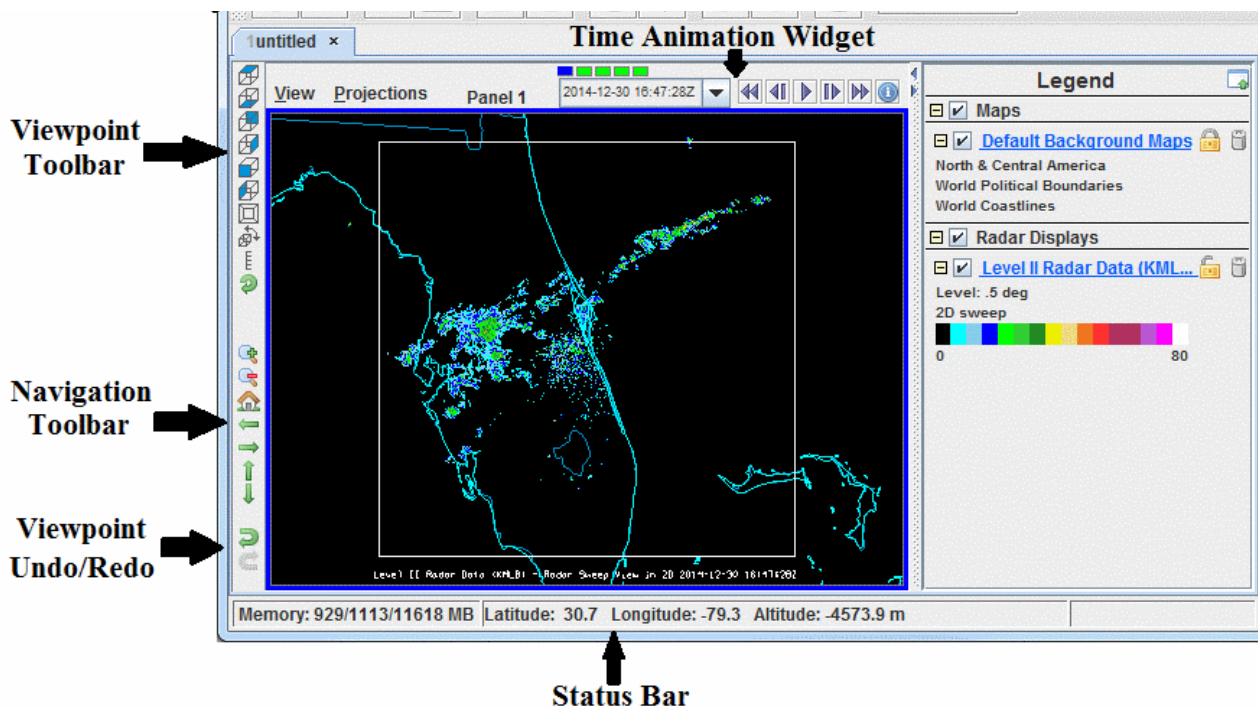 1untitled ×
Time Animation Widget
View Projections Panel 1 2014-12-30 16:47:28Z
Legend
Maps
Default Background Maps
North & Central America
World Political Boundaries
World Coastlines
Radar Displays
Level II Radar Data (KML...
Level: .5 deg
2D sweep
0 80
Viewpoint
Toolbar
Navigation
Toolbar
Viewpoint
Undo/Redo
Level II Radar Data (KMLB) - Radar Sweep View in 2D 2014-12-30 16:47:28Z
Memory: 929/1113/11618 MB Latitude: 30.7 Longitude: -79.3 Altitude: -4573.9 m
Status Bar